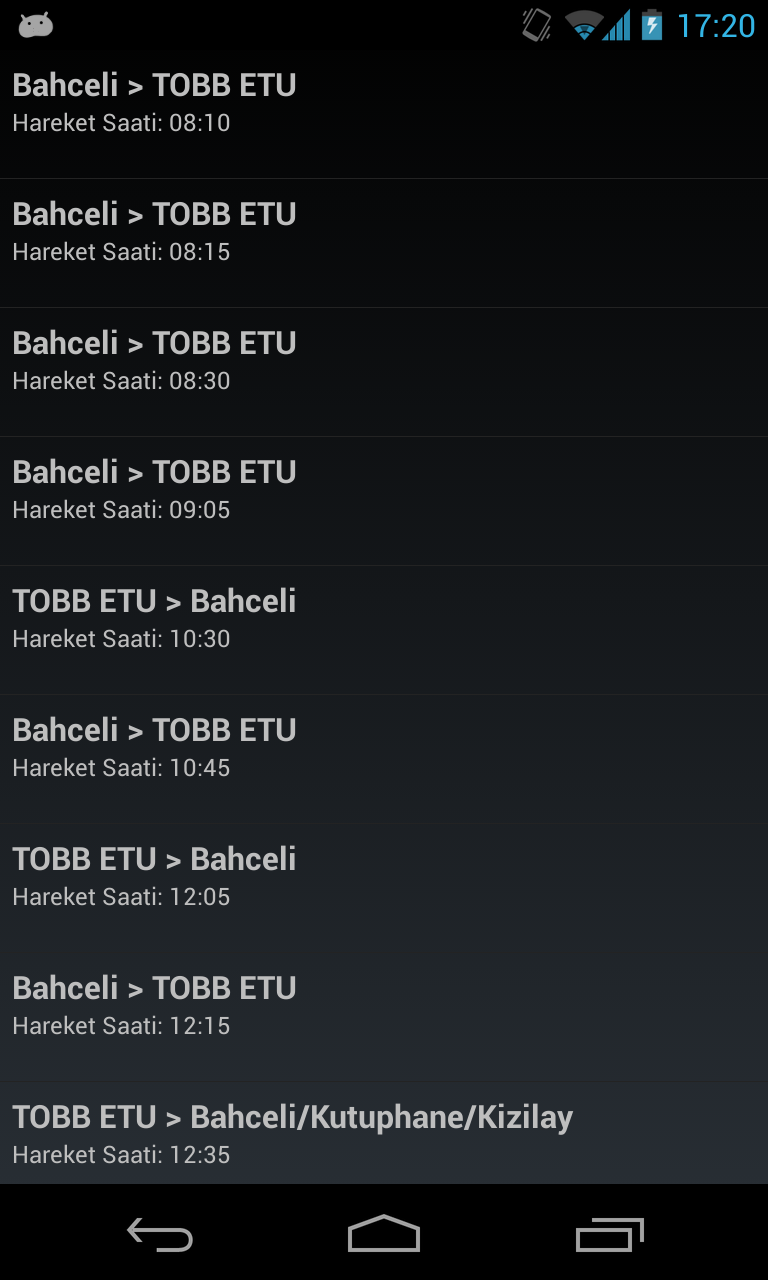 17:20
Bahceli > TOBB ETU
Hareket Saati: 08:10
Bahceli > TOBB ETU
Hareket Saati: 08:15
Bahceli > TOBB ETU
Hareket Saati: 08:30
Bahceli > TOBB ETU
Hareket Saati: 09:05
TOBB ETU > Bahceli
Hareket Saati: 10:30
Bahceli > TOBB ETU
Hareket Saati: 10:45
TOBB ETU > Bahceli
Hareket Saati: 12:05
Bahceli > TOBB ETU
Hareket Saati: 12:15
TOBB ETU > Bahceli/Kutuphane/Kizilay
Hareket Saati: 12:35